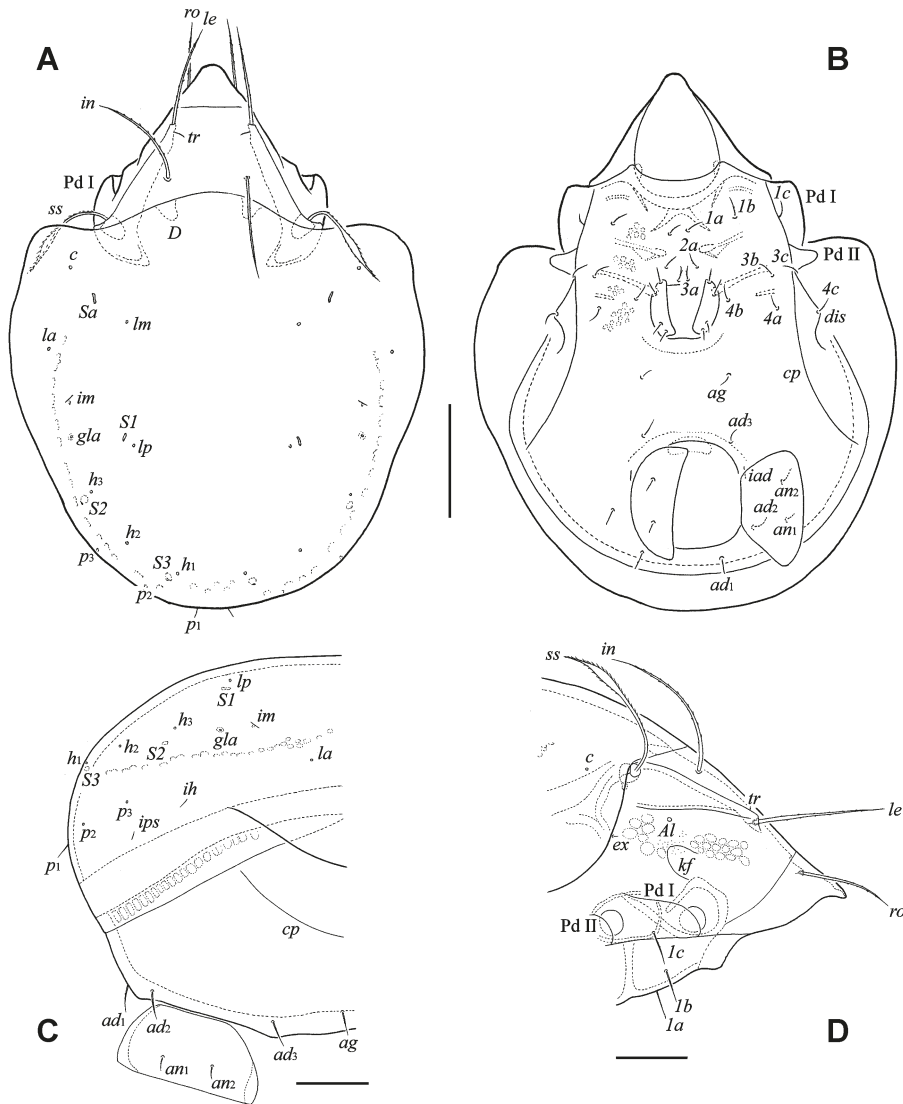 A
ro
le
in
tr
Pd I
ss
D
c
Sa
lm
la
im
S1
gla
lp
h3
S2
h2
p3
S3
h1
p2
p1
B
1c
Pd I
1b
1a
2a
3b
3c
Pd II
3a
4b
4a
4c
dis
cp
ag
ad3
iad
an2
ad2
an1
ad1
C
lp
S1
h3
im
gla
h2
S2
h1
la
S3
ih
p3
ips
p2
p1
cp
ad1
ad2
ad3
ag
an1
an2
D
ss
in
c
tr
le
Al
ex
kf
Pd I
ro
Pd II
1c
1b
1a